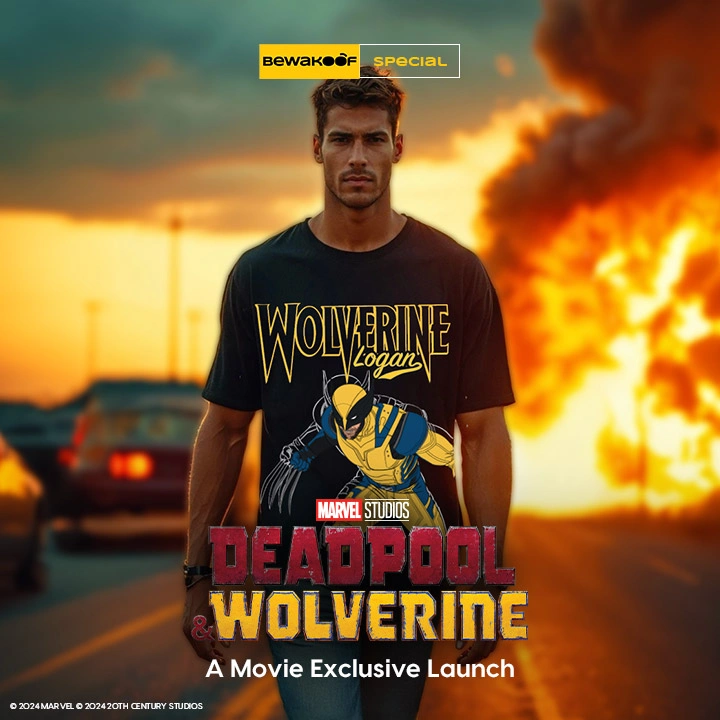 BEWAKOOF SPECIAL
WOLVERINE
Logan
MARVEL STUDIOS
DEADPOOL
& WOLVERINE
A Movie Exclusive Launch
© 2024 MARVEL © 2024 20TH CENTURY STUDIOS